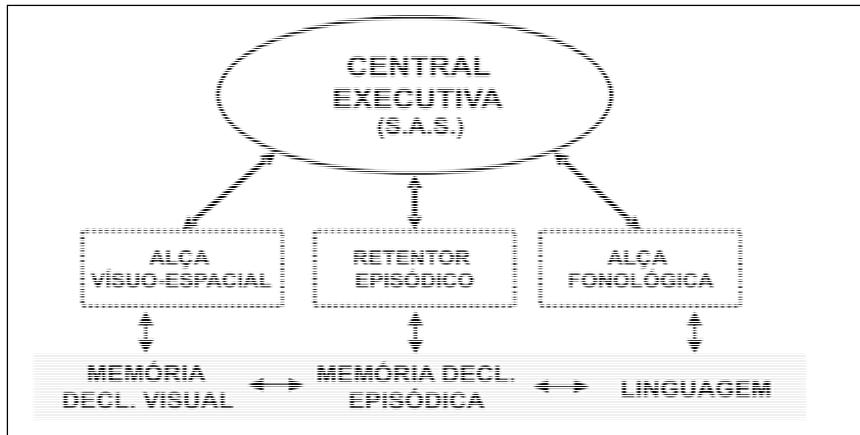 CENTRAL
EXECUTIVA
(S.A.S.)
ALÇA
VÍSUO-ESPACIAL
RETENTOR
EPISÓDICO
ALÇA
FONOLÓGICA
MEMÓRIA
DECL. VISUAL
MEMÓRIA DECL.
EPISÓDICA
LINGUAGEM